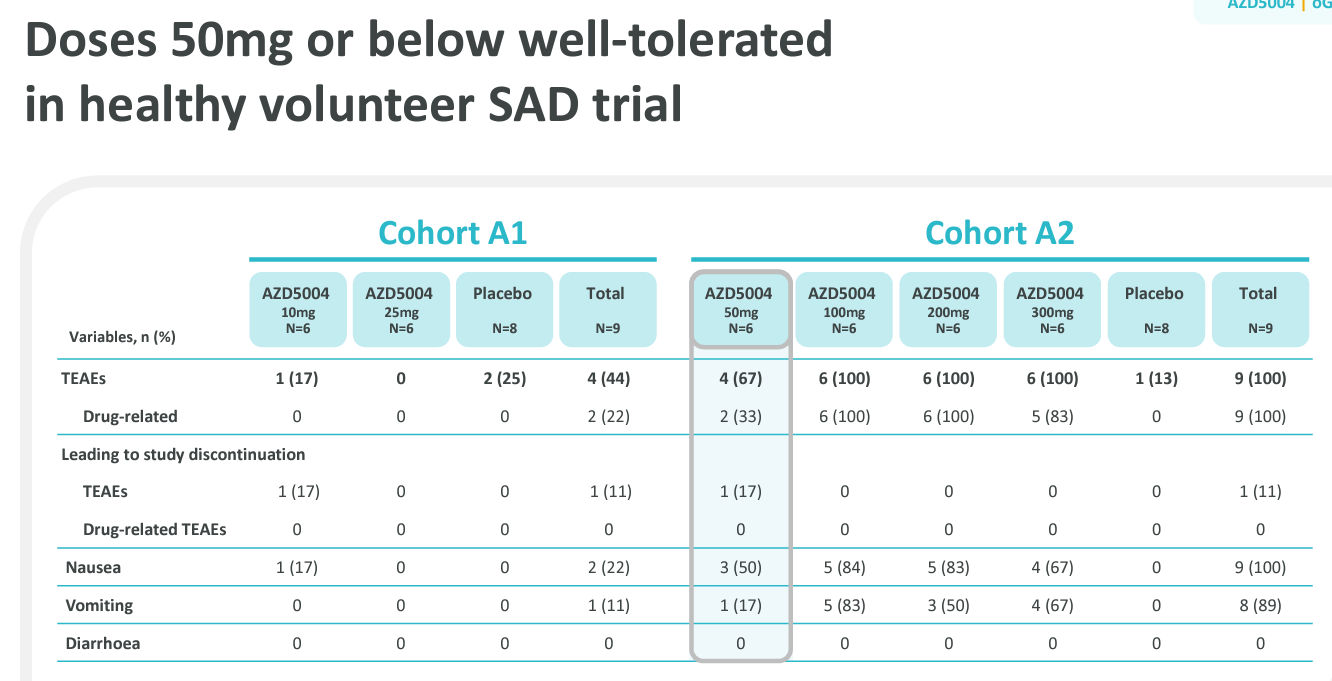 AZD5004 | oG
Doses 50mg or below well-tolerated
in healthy volunteer SAD trial
Cohort A1 Cohort A2
Variables, n (%) AZD5004 10mg N=6 AZD5004 25mg N=6 Placebo N=8 Total N=9 AZD5004 50mg N=6 AZD5004 100mg N=6 AZD5004 200mg N=6 AZD5004 300mg N=6 Placebo N=8 Total N=9
TEAEs 1 (17) 0 2 (25) 4 (44) 4 (67) 6 (100) 6 (100) 6 (100) 1 (13) 9 (100)
Drug-related 0 0 0 2 (22) 2 (33) 6 (100) 6 (100) 5 (83) 0 9 (100)
Leading to study discontinuation
TEAEs 1 (17) 0 0 1 (11) 1 (17) 0 0 0 0 1 (11)
Drug-related TEAEs 0 0 0 0 0 0 0 0 0 0
Nausea 1 (17) 0 0 2 (22) 3 (50) 5 (84) 5 (83) 4 (67) 0 9 (100)
Vomiting 0 0 0 1 (11) 1 (17) 5 (83) 3 (50) 4 (67) 0 8 (89)
Diarrhoea 0 0 0 0 0 0 0 0 0 0